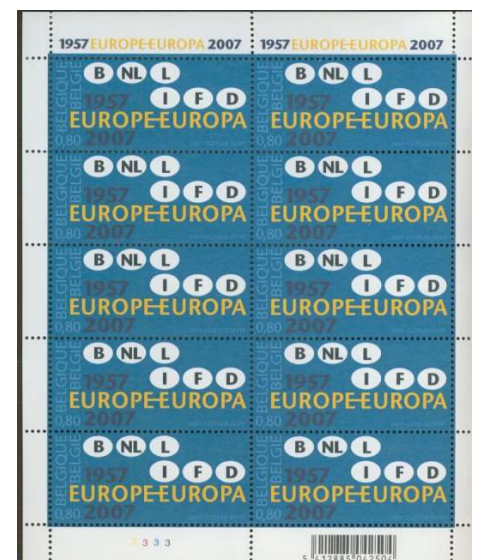 1957 EUROPE-EUROPA 2007 1957 EUROPE-EUROPA 2007
B NL L B NL L
1957 I F D 1957 I F D
EUROPE-EUROPA EUROPE-EUROPA
0,80 2007 0,80 2007
BELGIQUE BELGIË BELGIQUE BELGIË
B NL L B NL L
1957 I F D 1957 I F D
EUROPE-EUROPA EUROPE-EUROPA
0,80 2007 0,80 2007
BELGIQUE BELGIË BELGIQUE BELGIË
B NL L B NL L
1957 I F D 1957 I F D
EUROPE-EUROPA EUROPE-EUROPA
0,80 2007 0,80 2007
BELGIQUE BELGIË BELGIQUE BELGIË
B NL L B NL L
1957 I F D 1957 I F D
EUROPE-EUROPA EUROPE-EUROPA
0,80 2007 0,80 2007
BELGIQUE BELGIË BELGIQUE BELGIË
B NL L B NL L
1957 I F D 1957 I F D
EUROPE-EUROPA EUROPE-EUROPA
0,80 2007 0,80 2007
BELGIQUE BELGIË BELGIQUE BELGIË
3 3 3 3